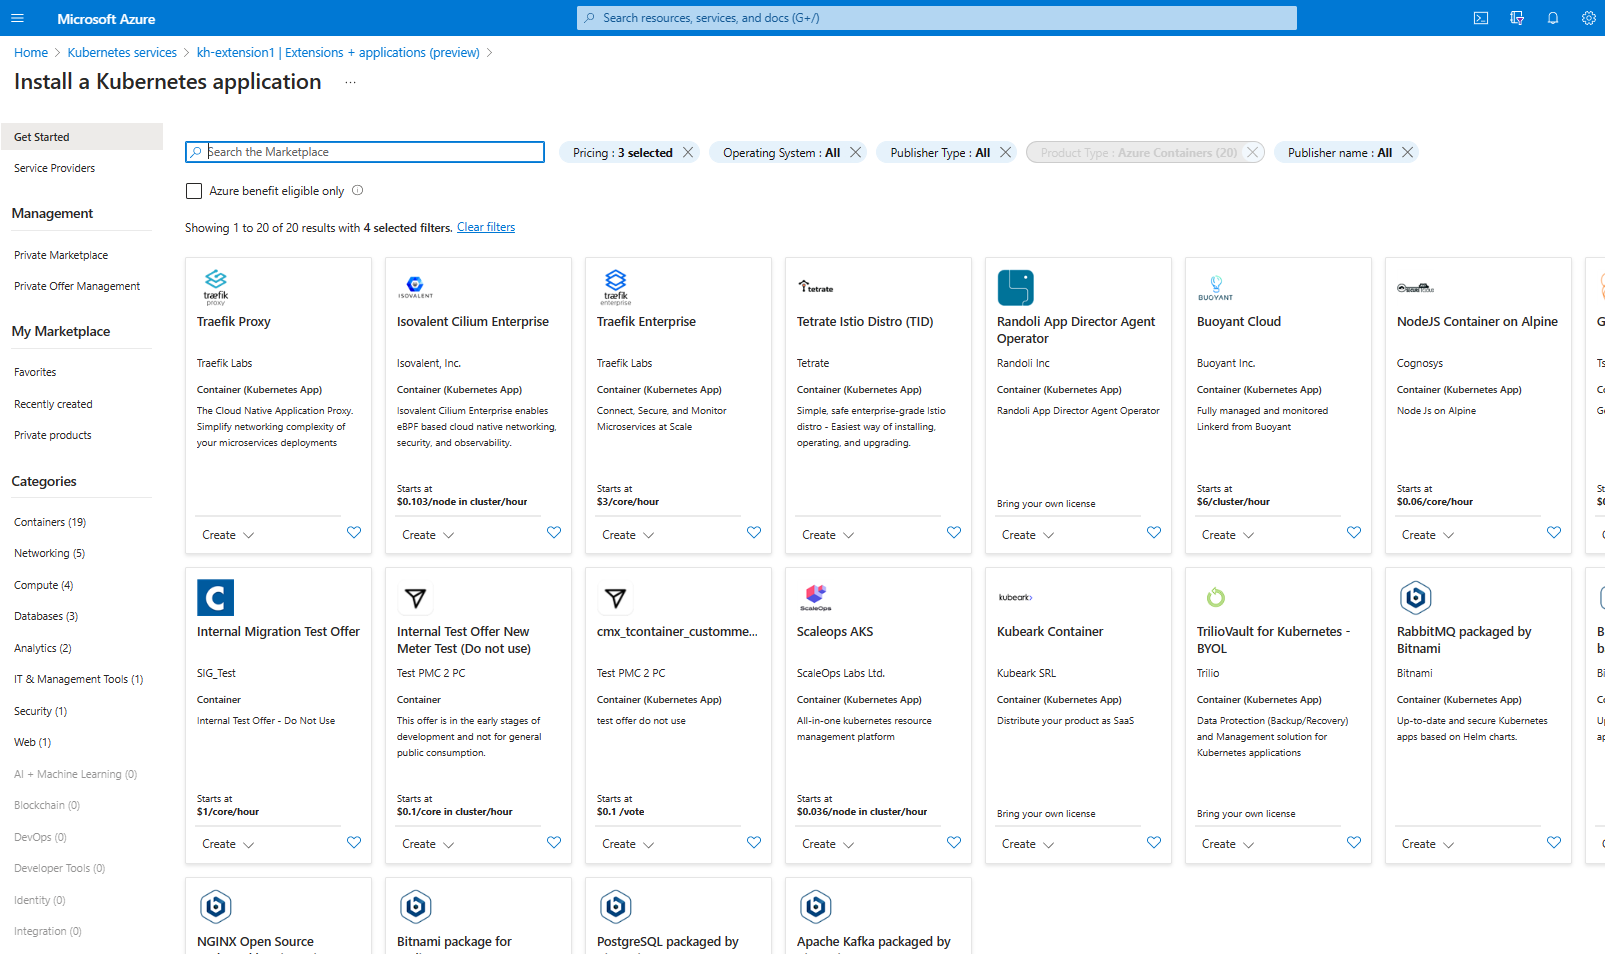 Microsoft Azure
Search resources, services, and docs (G+/)
Home > Kubernetes services > kh-extension1 | Extensions + applications (preview) >
Install a Kubernetes application ...
Get Started
Service Providers
Management
Private Marketplace
Private Offer Management
My Marketplace
Favorites
Recently created
Private products
Categories
Containers (19)
Networking (5)
Compute (4)
Databases (3)
Analytics (2)
IT & Management Tools (1)
Security (1)
Web (1)
AI + Machine Learning (0)
Blockchain (0)
DevOps (0)
Developer Tools (0)
Identity (0)
Integration (0)
Search the Marketplace
Pricing : 3 selected
Operating System : All
Publisher Type : All
Product Type : Azure Containers (20)
Publisher name : All
Azure benefit eligible only
Showing 1 to 20 of 20 results with 4 selected filters. Clear filters
træfik
proxy
Traefik Proxy
Traefik Labs
Container (Kubernetes App)
The Cloud Native Application Proxy.
Simplify networking complexity of
your microservices deployments
Create
ISOVALENT
Isovalent Cilium Enterprise
Isovalent, Inc.
Container (Kubernetes App)
Isovalent Cilium Enterprise enables
eBPF based cloud native networking,
security, and observability.
Starts at
$0.103/node in cluster/hour
Create
træfik
enterprise
Traefik Enterprise
Traefik Labs
Container (Kubernetes App)
Connect, Secure, and Monitor
Microservices at Scale
Starts at
$3/core/hour
Create
tetrate
Tetrate Istio Distro (TID)
Tetrate
Container (Kubernetes App)
Simple, safe enterprise-grade Istio
distro - Easiest way of installing,
operating, and upgrading.
Create
Randoli App Director Agent
Operator
Randoli Inc
Container (Kubernetes App)
Randoli App Director Agent Operator
Bring your own license
Create
BUOYANT
Buoyant Cloud
Buoyant Inc.
Container (Kubernetes App)
Fully managed and monitored
Linkerd from Buoyant
Starts at
$6/cluster/hour
Create
NodeJS Container on Alpine
Cognosys
Container (Kubernetes App)
Node Js on Alpine
Starts at
$0.06/core/hour
Create
C
Internal Migration Test Offer
SIG_Test
Container
Internal Test Offer - Do Not Use
Starts at
$1/core/hour
Create
Internal Test Offer New
Meter Test (Do not use)
Test PMC 2 PC
Container
This offer is in the early stages of
development and not for general
public consumption.
Starts at
$0.1/core in cluster/hour
Create
cmx_tcontainer_customme...
Test PMC 2 PC
Container (Kubernetes App)
test offer do not use
Starts at
$0.1 /vote
Create
ScaleOps
Scaleops AKS
ScaleOps Labs Ltd.
Container (Kubernetes App)
All-in-one kubernetes resource
management platform
Starts at
$0.036/node in cluster/hour
Create
kubeark>
Kubeark Container
Kubeark SRL
Container (Kubernetes App)
Distribute your product as SaaS
Bring your own license
Create
TrilioVault for Kubernetes -
BYOL
Trilio
Container (Kubernetes App)
Data Protection (Backup/Recovery)
and Management solution for
Kubernetes applications
Bring your own license
Create
b
RabbitMQ packaged by
Bitnami
Bitnami
Container (Kubernetes App)
Up-to-date and secure Kubernetes
apps based on Helm charts.
Create
b
NGINX Open Source
b
Bitnami package for
b
PostgreSQL packaged by
b
Apache Kafka packaged by